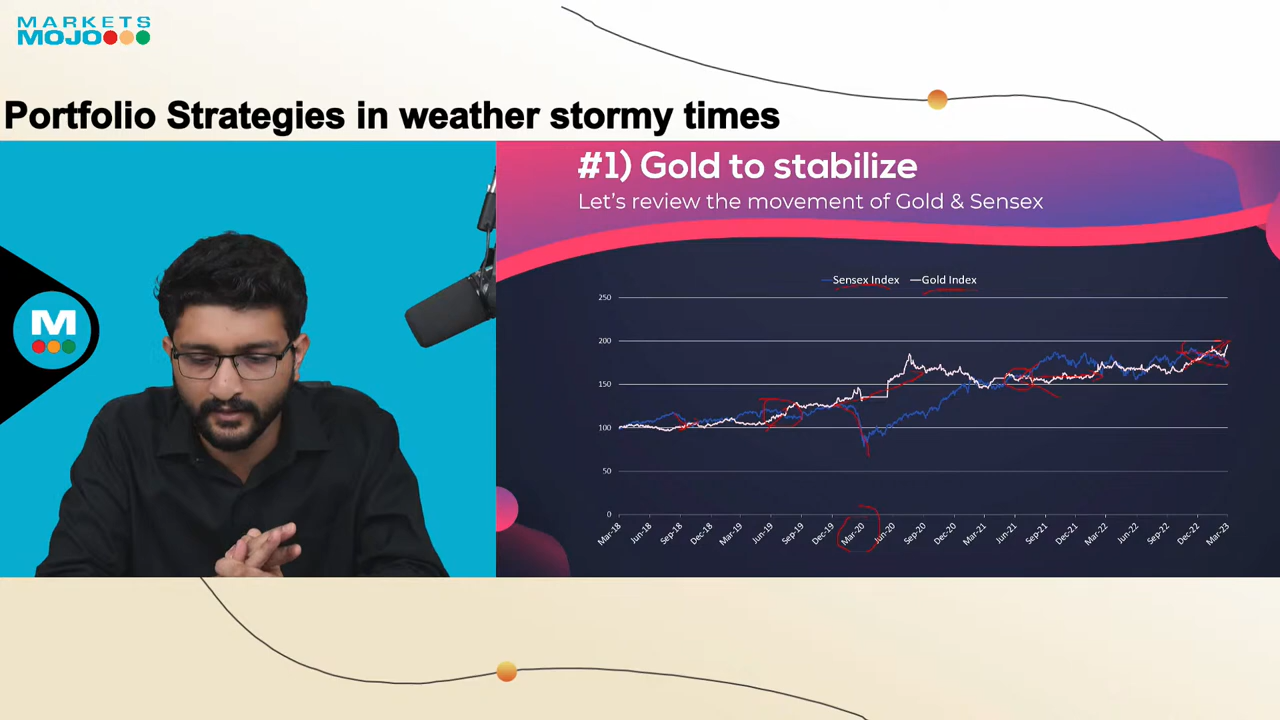 MARKETS
MOJO
Portfolio Strategies in weather stormy times
M
#1) Gold to stabilize
Let's review the movement of Gold & Sensex
Sensex Index Gold Index
250
200
150
100
50
0
Mar-18 Jun-18 Sep-18 Dec-18 Mar-19 Jun-19 Sep-19 Dec-19 Mar-20 Jun-20 Sep-20 Dec-20 Mar-21 Jun-21 Sep-21 Dec-21 Mar-22 Jun-22 Sep-22 Dec-22 Mar-23